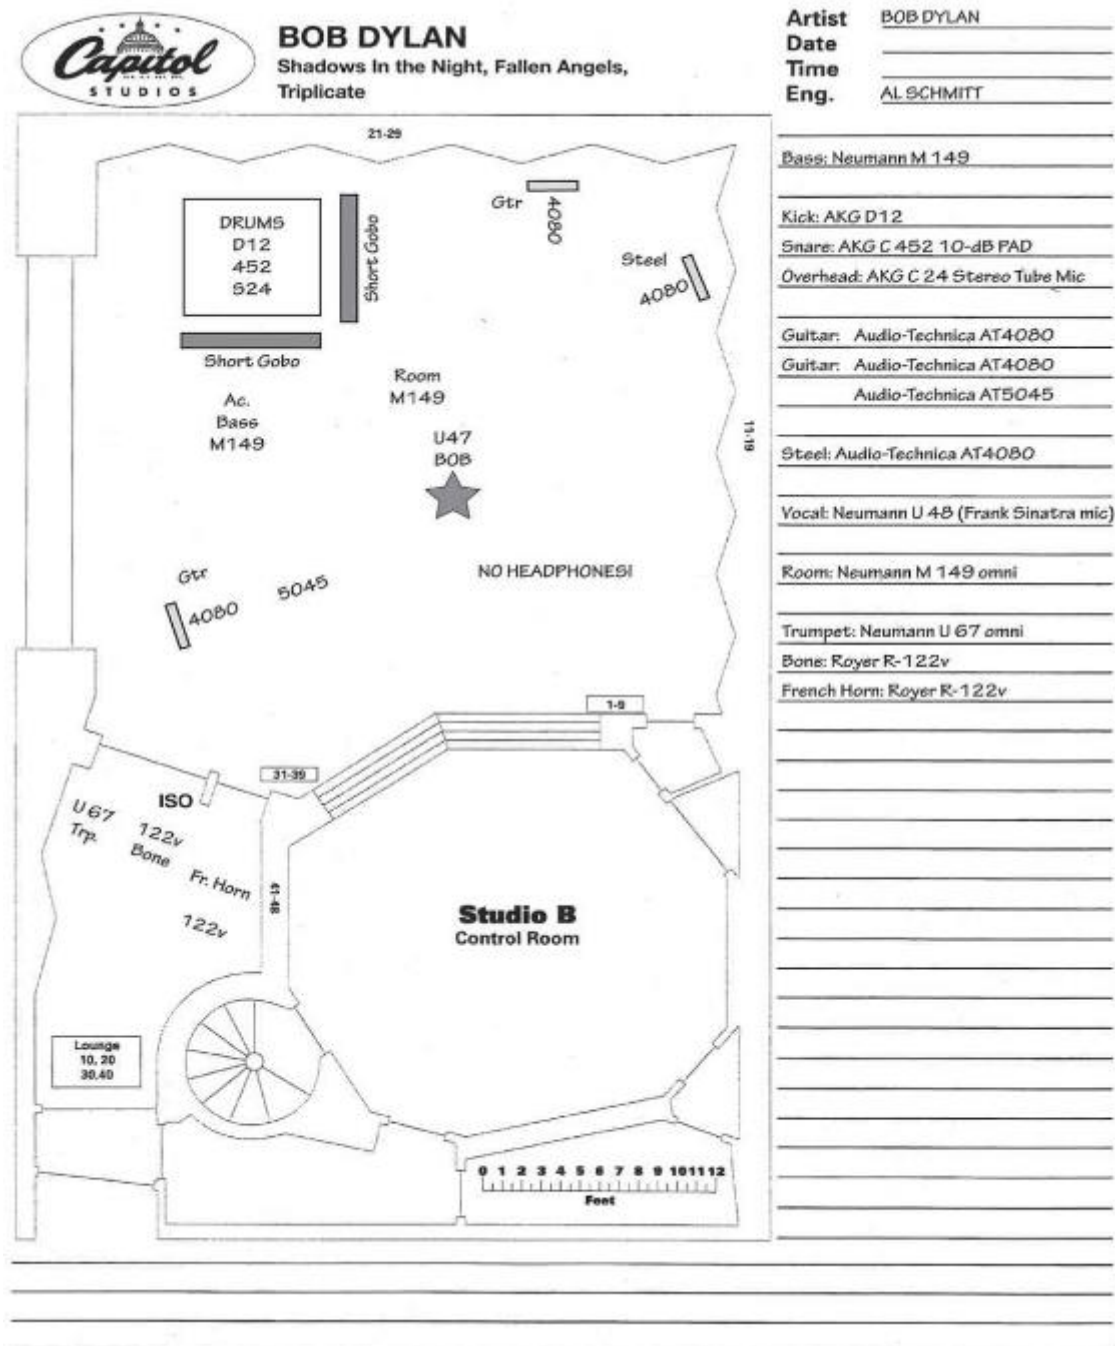 Capitol
STUDIOS
BOB DYLAN
Shadows In the Night, Fallen Angels,
Triplicate
Artist BOB DYLAN
Date
Time
Eng. AL SCHMITT
21-29
DRUMS
D12
452
S24
Short Gobo
Short Gobo
Gtr
4080
Steel
4080
Room
M149
Ac.
Bass
M149
U47
BOB
11-19
Gtr
4080
5045
NO HEADPHONES!
1-9
31-39
ISO
U 67
Trp.
122v
Bone
Fr. Horn
122v
41-48
Studio B
Control Room
Lounge
10, 20
30,40
0 1 2 3 4 5 6 7 8 9 10 11 12
Feet
Bass: Neumann M 149
Kick: AKG D12
Snare: AKG C 452 10-dB PAD
Overhead: AKG C 24 Stereo Tube Mic
Guitar: Audio-Technica AT4080
Guitar: Audio-Technica AT4080
Audio-Technica AT5045
Steel: Audio-Technica AT4080
Vocal: Neumann U 48 (Frank Sinatra mic)
Room: Neumann M 149 omni
Trumpet: Neumann U 67 omni
Bone: Royer R-122v
French Horn: Royer R-122v